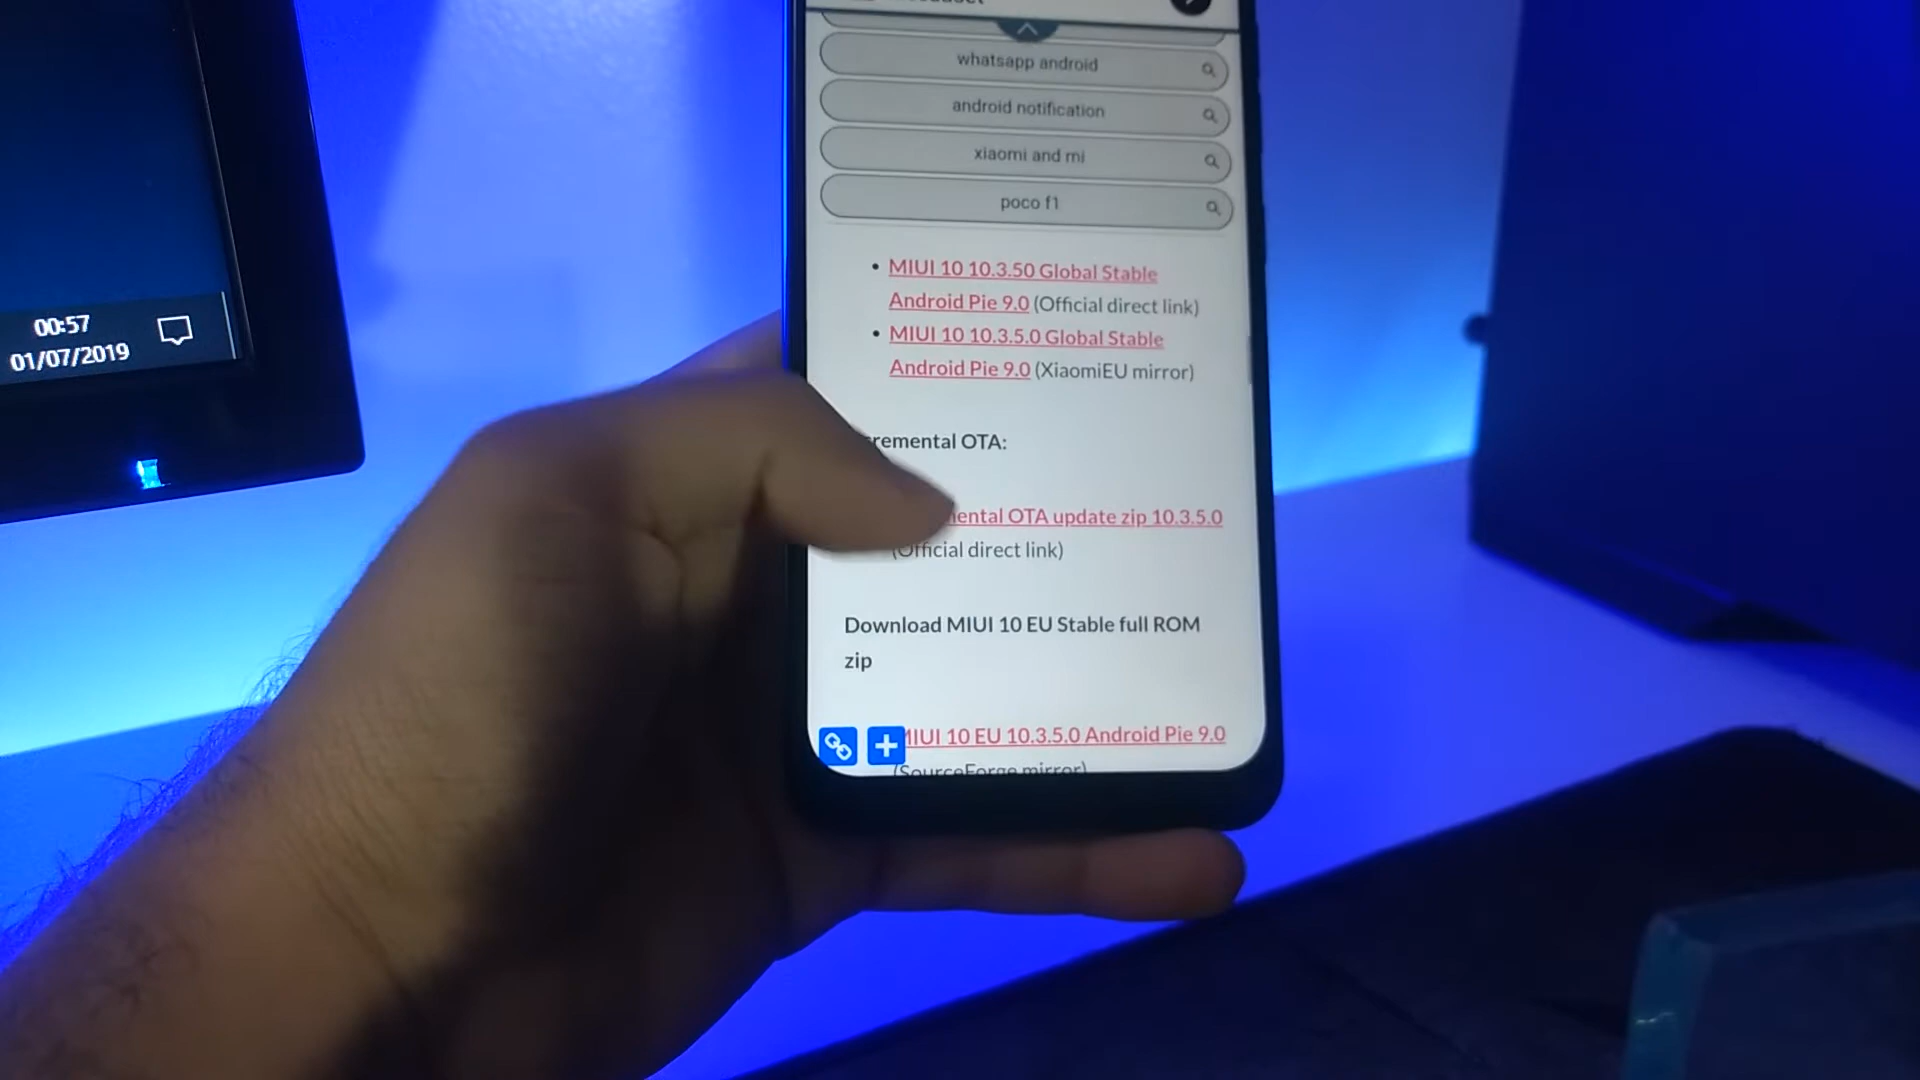 00:57
01/07/2019
whatsapp android
android notification
xiaomi and mi
poco f1
• MIUI 10 10.3.50 Global Stable
Android Pie 9.0 (Official direct link)
• MIUI 10 10.3.5.0 Global Stable
Android Pie 9.0 (XiaomiEU mirror)
remental OTA:
ental OTA update zip 10.3.5.0
(Official direct link)
Download MIUI 10 EU Stable full ROM
zip
MIUI 10 EU 10.3.5.0 Android Pie 9.0
(SourceForge mirror)